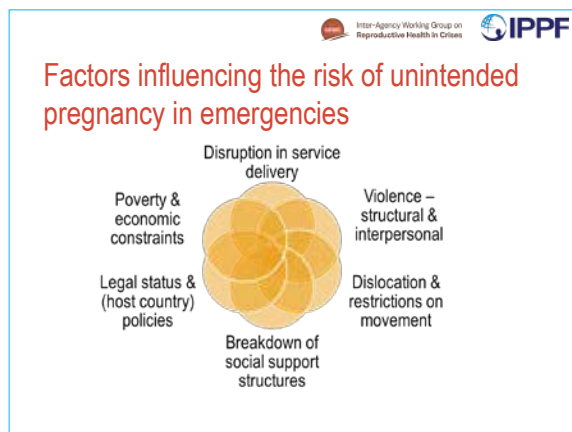 Inter-Agency Working Group on
Reproductive Health in Crises
IPPF
Factors influencing the risk of unintended
pregnancy in emergencies
Disruption in service
delivery
Violence –
structural &
interpersonal
Dislocation &
restrictions on
movement
Breakdown of
social support
structures
Legal status &
(host country)
policies
Poverty &
economic
constraints